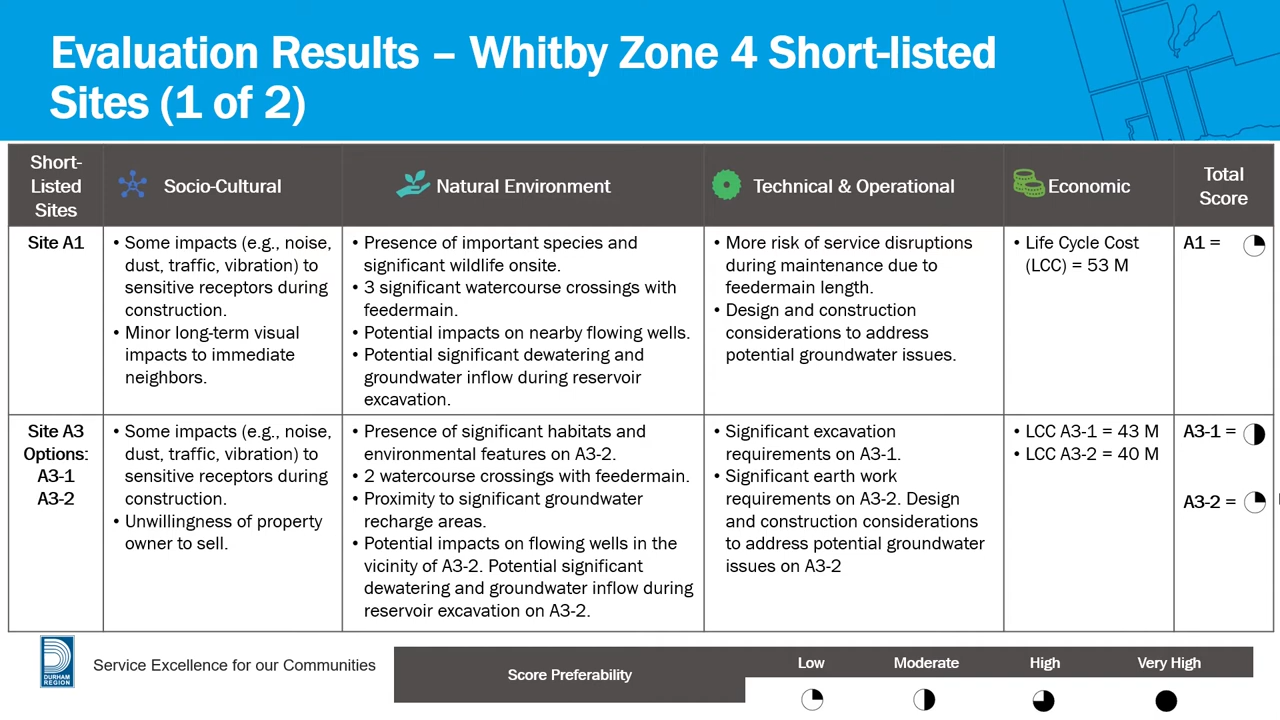 Evaluation Results – Whitby Zone 4 Short-listed
Sites (1 of 2)
Short-
Listed
Sites
Socio-Cultural
Natural Environment
Technical & Operational
Economic
Total
Score
Site A1
• Some impacts (e.g., noise,
dust, traffic, vibration) to
sensitive receptors during
construction.
• Minor long-term visual
impacts to immediate
neighbors.
• Presence of important species and
significant wildlife onsite.
• 3 significant watercourse crossings with
feedermain.
• Potential impacts on nearby flowing wells.
• Potential significant dewatering and
groundwater inflow during reservoir
excavation.
• More risk of service disruptions
during maintenance due to
feedermain length.
• Design and construction
considerations to address
potential groundwater issues.
• Life Cycle Cost
(LCC) = 53 M
A1 =
Site A3
Options:
A3-1
A3-2
• Some impacts (e.g., noise,
dust, traffic, vibration) to
sensitive receptors during
construction.
• Unwillingness of property
owner to sell.
• Presence of significant habitats and
environmental features on A3-2.
• 2 watercourse crossings with feedermain.
• Proximity to significant groundwater
recharge areas.
• Potential impacts on flowing wells in the
vicinity of A3-2. Potential significant
dewatering and groundwater inflow during
reservoir excavation on A3-2.
• Significant excavation
requirements on A3-1.
• Significant earth work
requirements on A3-2. Design
and construction considerations
to address potential groundwater
issues on A3-2
• LCC A3-1 = 43 M
• LCC A3-2 = 40 M
A3-1 =
A3-2 =
DURHAM
REGION
Service Excellence for our Communities
Score Preferability
Low
Moderate
High
Very High